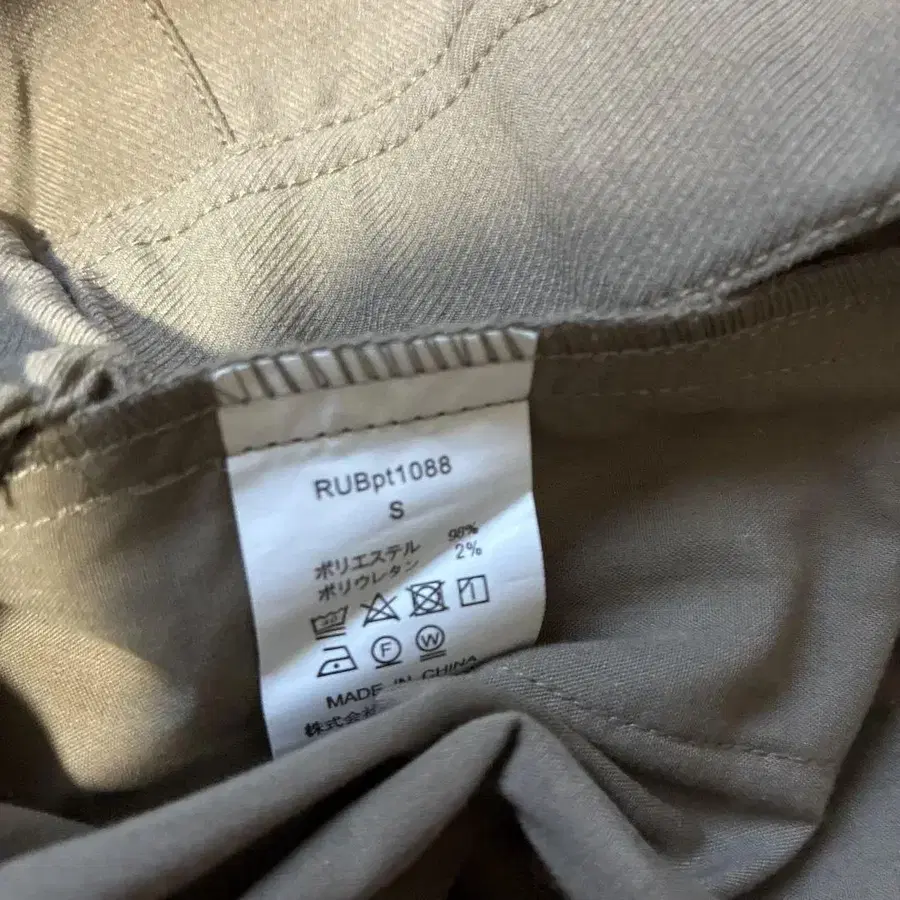 RUBpt1088
S
ポリエステル 98%
ポリウレタン 2%
F W
MADE IN CHINA
株式会社